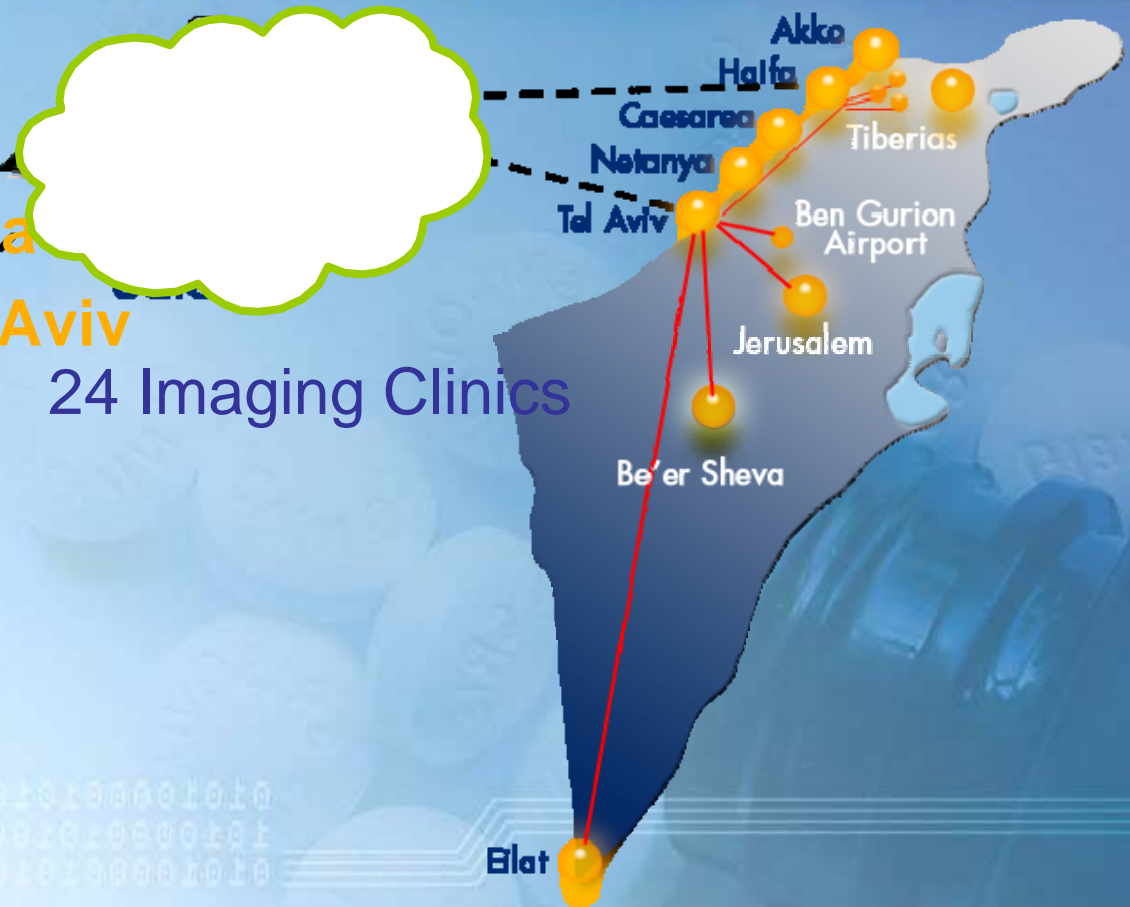 Akko
Haifa
Caesarea
Tiberias
Netanya
Tel Aviv
Ben Gurion
Airport
a
Aviv
Jerusalem
24 Imaging Clinics
Be'er Sheva
Eilat